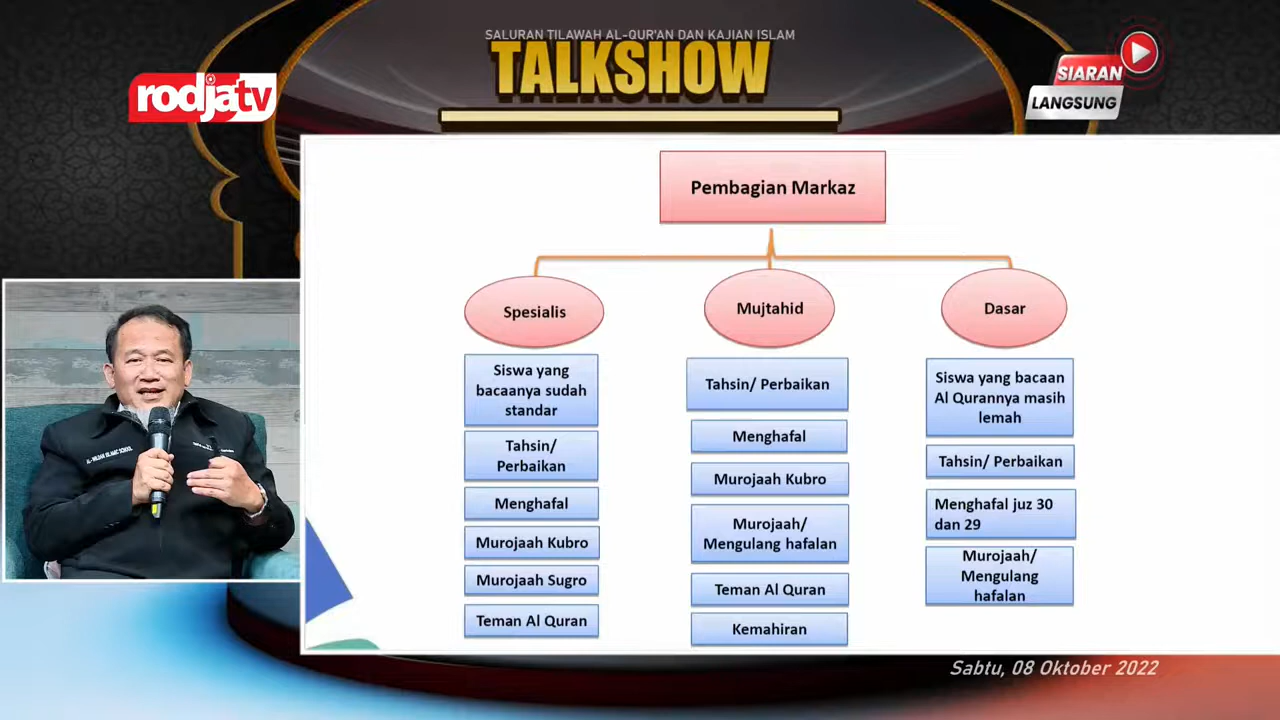 SALURAN TILAWAH AL-QUR'AN DAN KAJIAN ISLAM
TALKSHOW
rodjatv
SIARAN
LANGSUNG
Pembagian Markaz
Spesialis
Mujtahid
Dasar
Siswa yang
bacaanya sudah
standar
Tahsin/
Perbaikan
Menghafal
Murojaah Kubro
Murojaah Sugro
Teman Al Quran
Tahsin/ Perbaikan
Menghafal
Murojaah Kubro
Murojaah/
Mengulang hafalan
Teman Al Quran
Kemahiran
Siswa yang bacaan
Al Qurannya masih
lemah
Tahsin/ Perbaikan
Menghafal juz 30
dan 29
Murojaah/
Mengulang
hafalan
ISLAMIC SCHOOL
Sabtu, 08 Oktober 2022